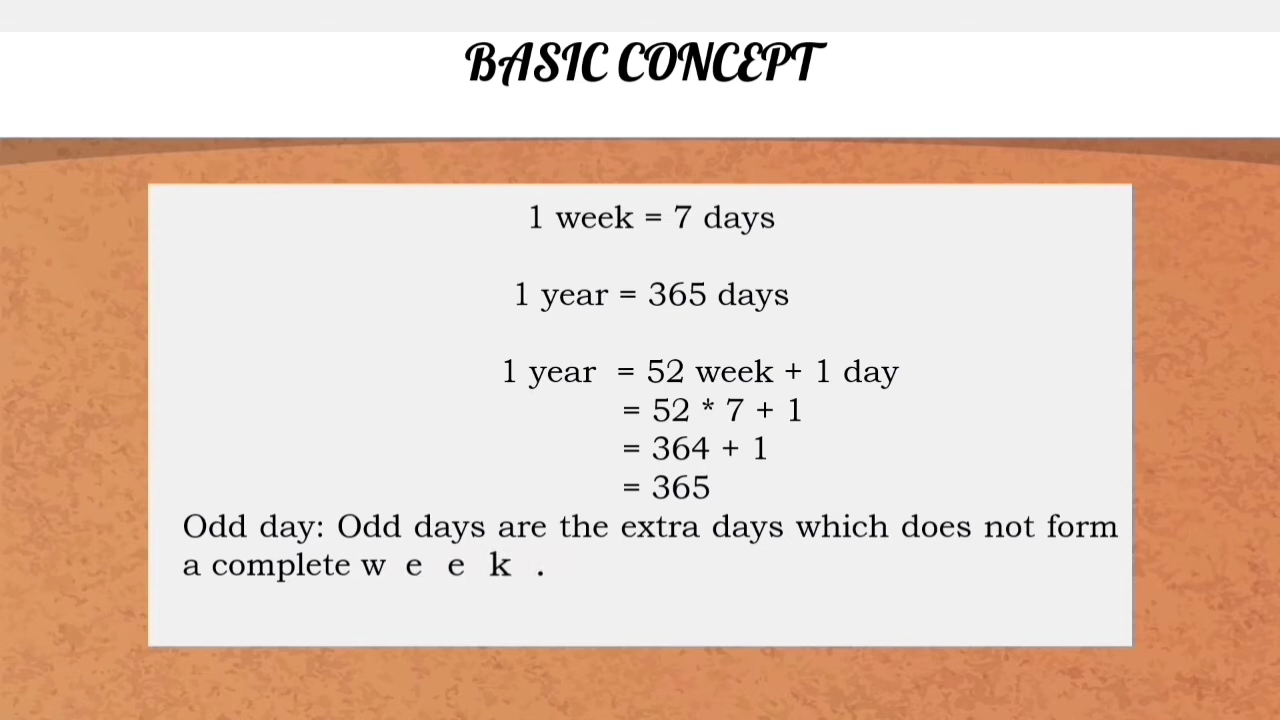 BASIC CONCEPT
1 week = 7 days
1 year = 365 days
1 year = 52 week + 1 day
= 52 * 7 + 1
= 364 + 1
= 365
Odd day: Odd days are the extra days which does not form
a complete w e e k .